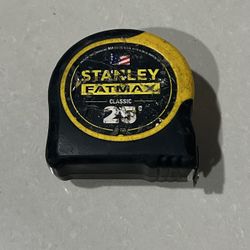 STANLEY
FATMAX
CLASSIC
25'